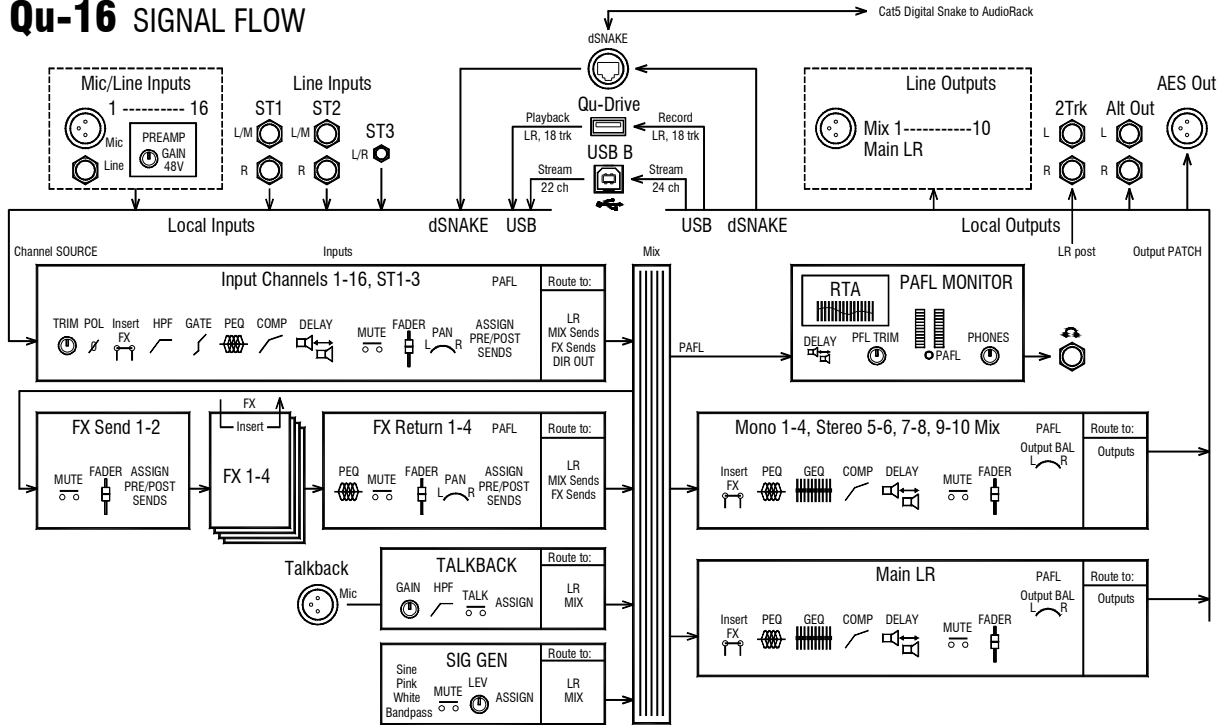 Qu-16 SIGNAL FLOW
Cat5 Digital Snake to AudioRack
dSNAKE
Mic/Line Inputs
1 ---------- 16
Mic
Line
PREAMP
GAIN
48V
Line Inputs
ST1
ST2
ST3
L/M
L/M
L/R
R
R
Qu-Drive
Playback
LR, 18 trk
Record
LR, 18 trk
USB B
Stream
22 ch
Stream
24 ch
Line Outputs
Mix 1-----------10
Main LR
2Trk
Alt Out
L
L
R
R
AES Out
Local Inputs
dSNAKE
USB
USB
dSNAKE
Local Outputs
Channel SOURCE
Inputs
Mix
LR post
Output PATCH
Input Channels 1-16, ST1-3
PAFL
Route to:
TRIM
POL
Insert
FX
HPF
GATE
PEQ
COMP
DELAY
MUTE
FADER
PAN
L
R
ASSIGN
PRE/POST
SENDS
LR
MIX Sends
FX Sends
DIR OUT
PAFL
RTA
PAFL MONITOR
DELAY
PFL TRIM
PAFL
PHONES
FX Send 1-2
MUTE
FADER
ASSIGN
PRE/POST
SENDS
FX
Insert
FX 1-4
FX Return 1-4
PAFL
Route to:
PEQ
MUTE
FADER
PAN
L
R
ASSIGN
PRE/POST
SENDS
LR
MIX Sends
FX Sends
Mono 1-4, Stereo 5-6, 7-8, 9-10 Mix
PAFL
Route to:
Insert
FX
PEQ
GEQ
COMP
DELAY
MUTE
FADER
Output BAL
L
R
Outputs
Talkback
Mic
TALKBACK
Route to:
GAIN
HPF
TALK
ASSIGN
LR
MIX
Main LR
PAFL
Route to:
Insert
FX
PEQ
GEQ
COMP
DELAY
MUTE
FADER
Output BAL
L
R
Outputs
SIG GEN
Route to:
Sine
Pink
White
Bandpass
MUTE
LEV
ASSIGN
LR
MIX